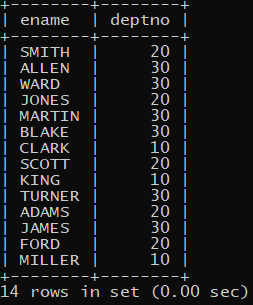 +--------+--------+
| ename  | deptno |
+--------+--------+
| SMITH  |     20 |
| ALLEN  |     30 |
| WARD   |     30 |
| JONES  |     20 |
| MARTIN |     30 |
| BLAKE  |     30 |
| CLARK  |     10 |
| SCOTT  |     20 |
| KING   |     10 |
| TURNER |     30 |
| ADAMS  |     20 |
| JAMES  |     30 |
| FORD   |     20 |
| MILLER |     10 |
+--------+--------+
14 rows in set (0.00 sec)